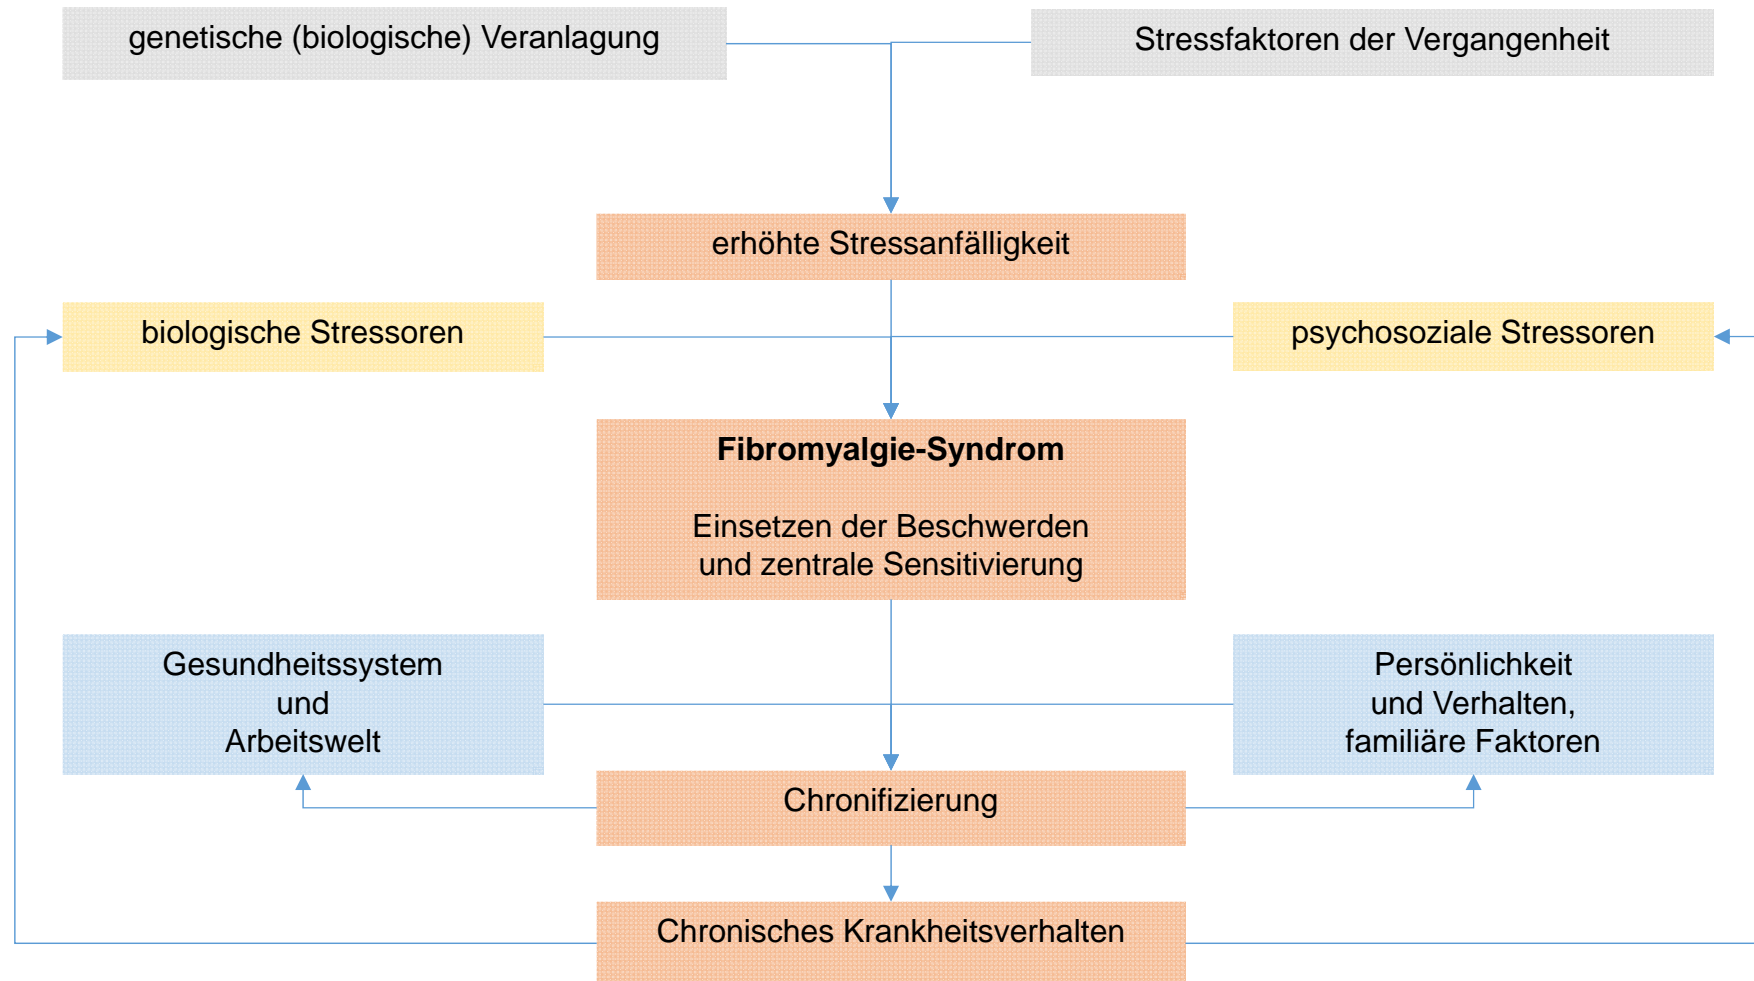 genetische (biologische) Veranlagung
Stressfaktoren der Vergangenheit
erhöhte Stressanfälligkeit
biologische Stressoren
psychosoziale Stressoren
Fibromyalgie-Syndrom
Einsetzen der Beschwerden
und zentrale Sensitivierung
Gesundheitssystem
und
Arbeitswelt
Persönlichkeit
und Verhalten,
familiäre Faktoren
Chronifizierung
Chronisches Krankheitsverhalten